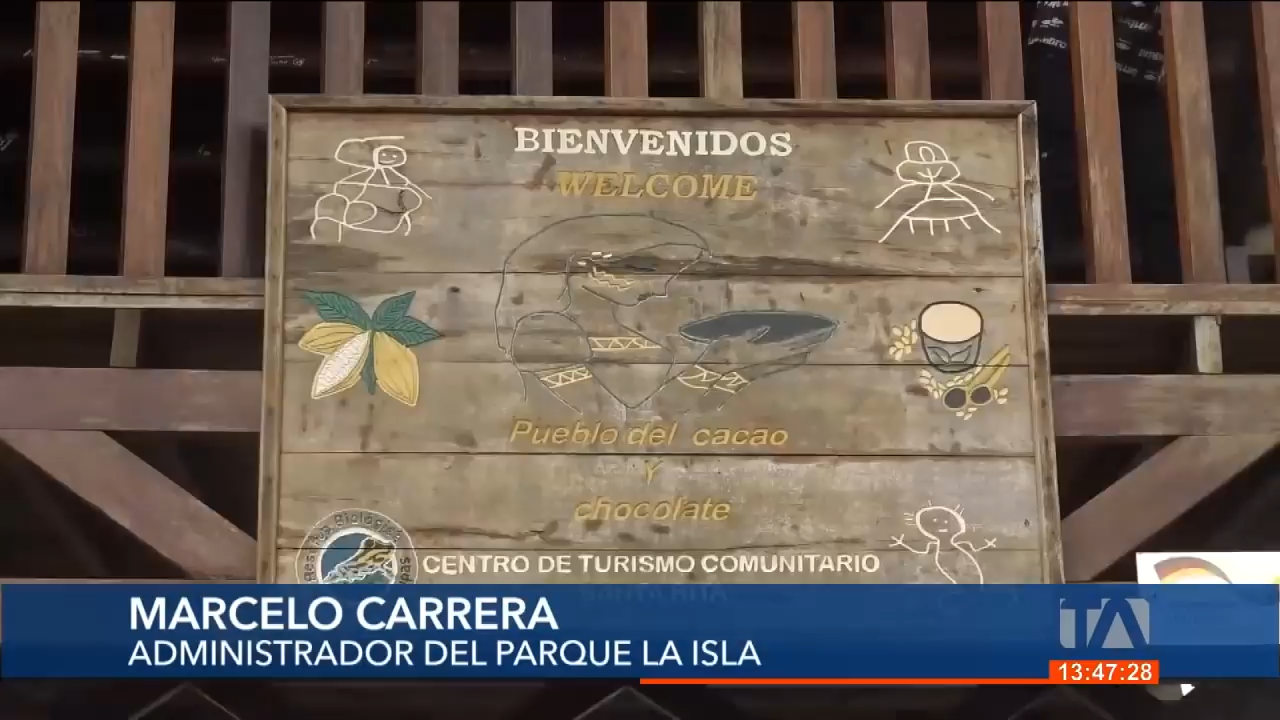 BIENVENIDOS
WELCOME
Pueblo del cacao
Y
chocolate
CENTRO DE TURISMO COMUNITARIO
MARCELO CARRERA
ADMINISTRADOR DEL PARQUE LA ISLA
TA
13:47:28